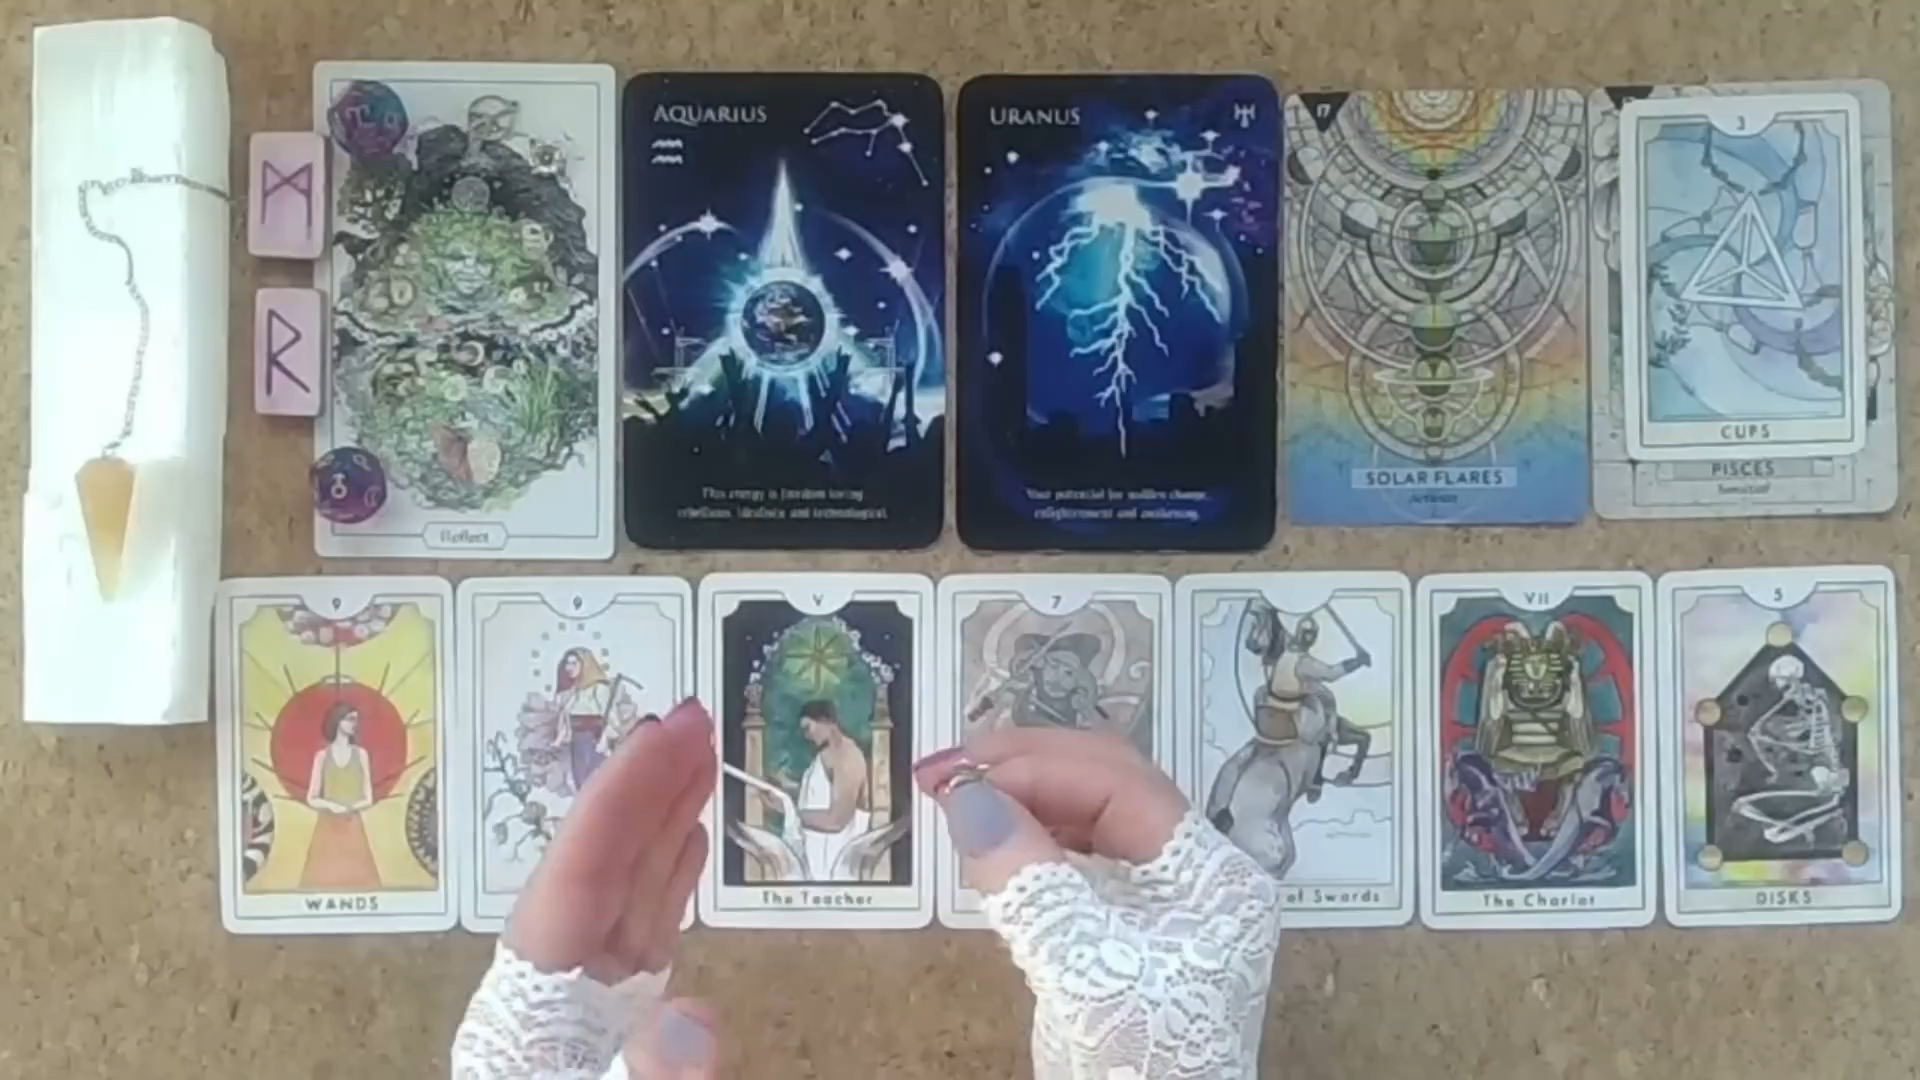 AQUARIUS
URANUS
17
3
CUPS
PISCES
SOLAR FLARES
Reflect
This energy is freedom loving
rebellious, idealistic and technological.
Your potential for sudden change,
enlightenment and awakening.
9
9
V
7
VII
5
WANDS
The Teacher
of Swords
The Chariot
DISKS